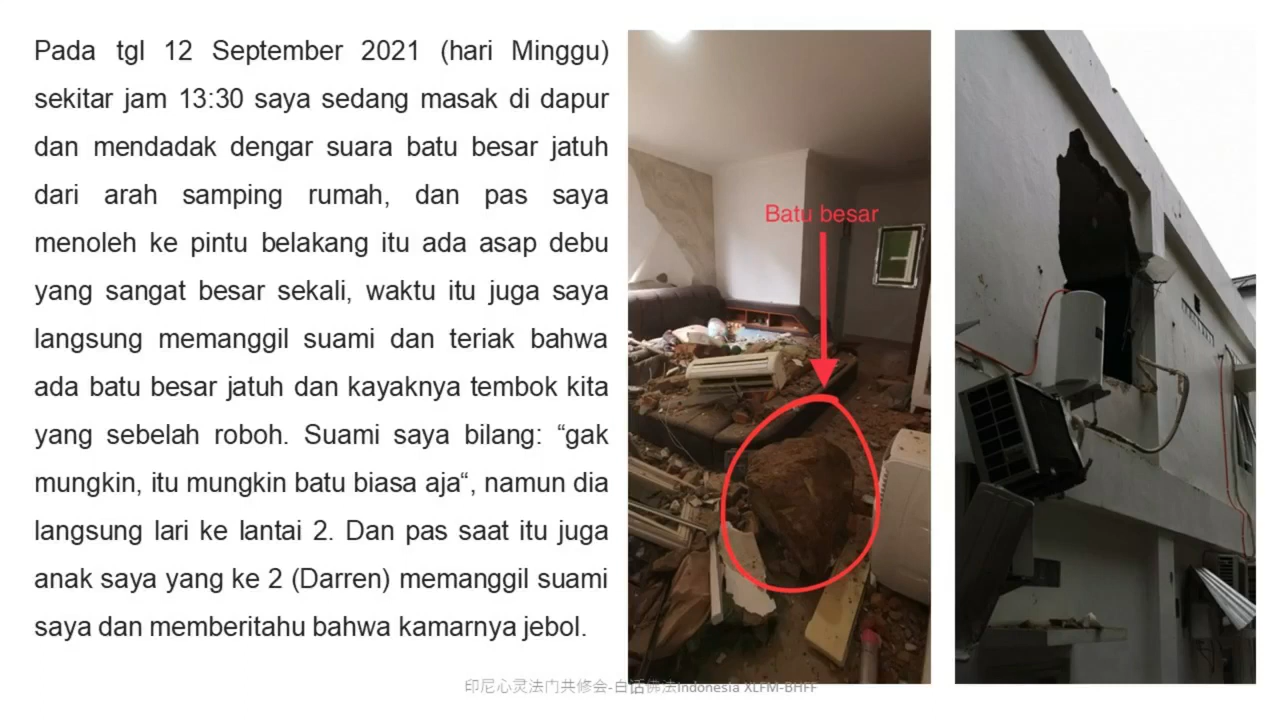 Pada tgl 12 September 2021 (hari Minggu)
sekitar jam 13:30 saya sedang masak di dapur
dan mendadak dengar suara batu besar jatuh
dari arah samping rumah, dan pas saya
menoleh ke pintu belakang itu ada asap debu
yang sangat besar sekali, waktu itu juga saya
langsung memanggil suami dan teriak bahwa
ada batu besar jatuh dan kayaknya tembok kita
yang sebelah roboh. Suami saya bilang: “gak
mungkin, itu mungkin batu biasa aja“, namun dia
langsung lari ke lantai 2. Dan pas saat itu juga
anak saya yang ke 2 (Darren) memanggil suami
saya dan memberitahu bahwa kamarnya jebol.
Batu besar
印尼心灵法门共修会-白话佛法Indonesia XLFM-BHFF